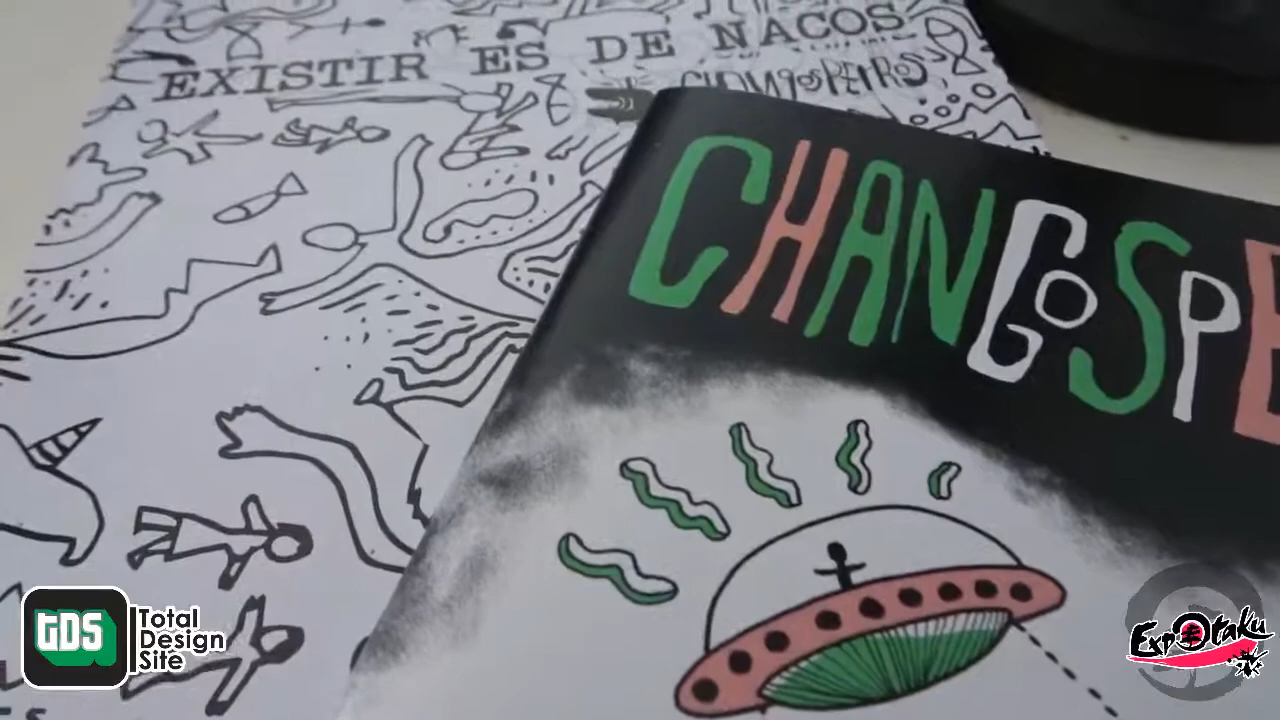 EXISTIR ES DE NACOS
CHANGOSPE
GDS
Total
Design
Site
ExpOtaku